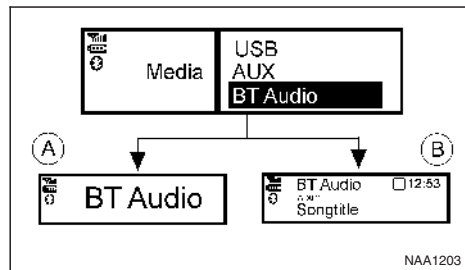 Media
USB
AUX
BT Audio
A
B
BT Audio
BT Audio 12:53
Songtitle
NAA1203